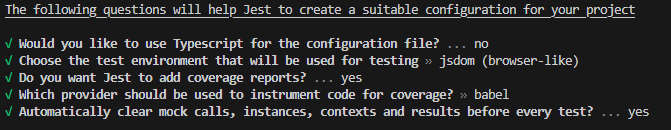 The following questions will help Jest to create a suitable configuration for your project
√ Would you like to use Typescript for the configuration file? ... no
√ Choose the test environment that will be used for testing » jsdom (browser-like)
√ Do you want Jest to add coverage reports? ... yes
√ Which provider should be used to instrument code for coverage? » babel
√ Automatically clear mock calls, instances, contexts and results before every test? ... yes